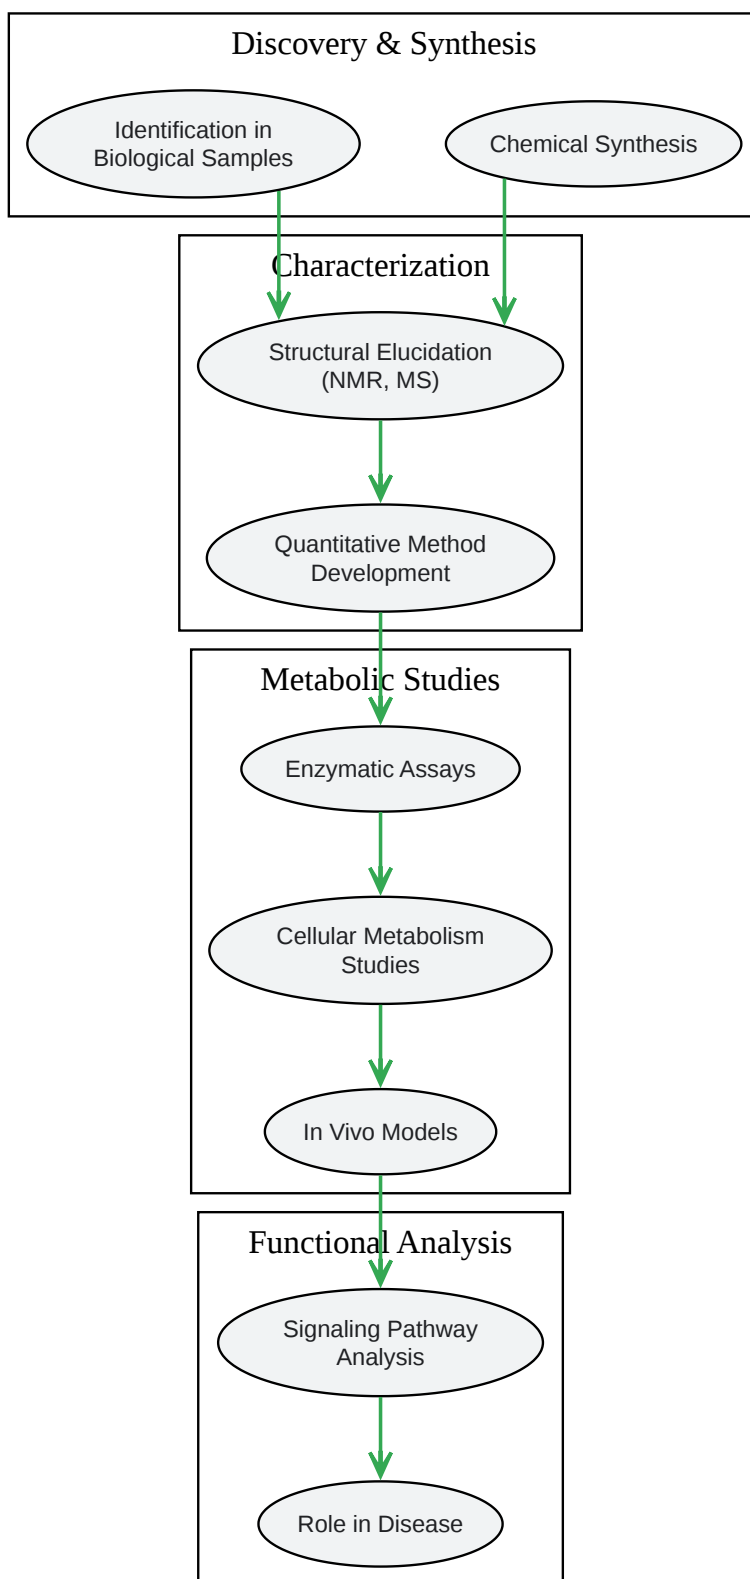 Discovery & Synthesis
Identification in
Biological Samples
Chemical Synthesis
Characterization
Structural Elucidation
(NMR, MS)
Quantitative Method
Development
Metabolic Studies
Enzymatic Assays
Cellular Metabolism
Studies
In Vivo Models
Functional Analysis
Signaling Pathway
Analysis
Role in Disease